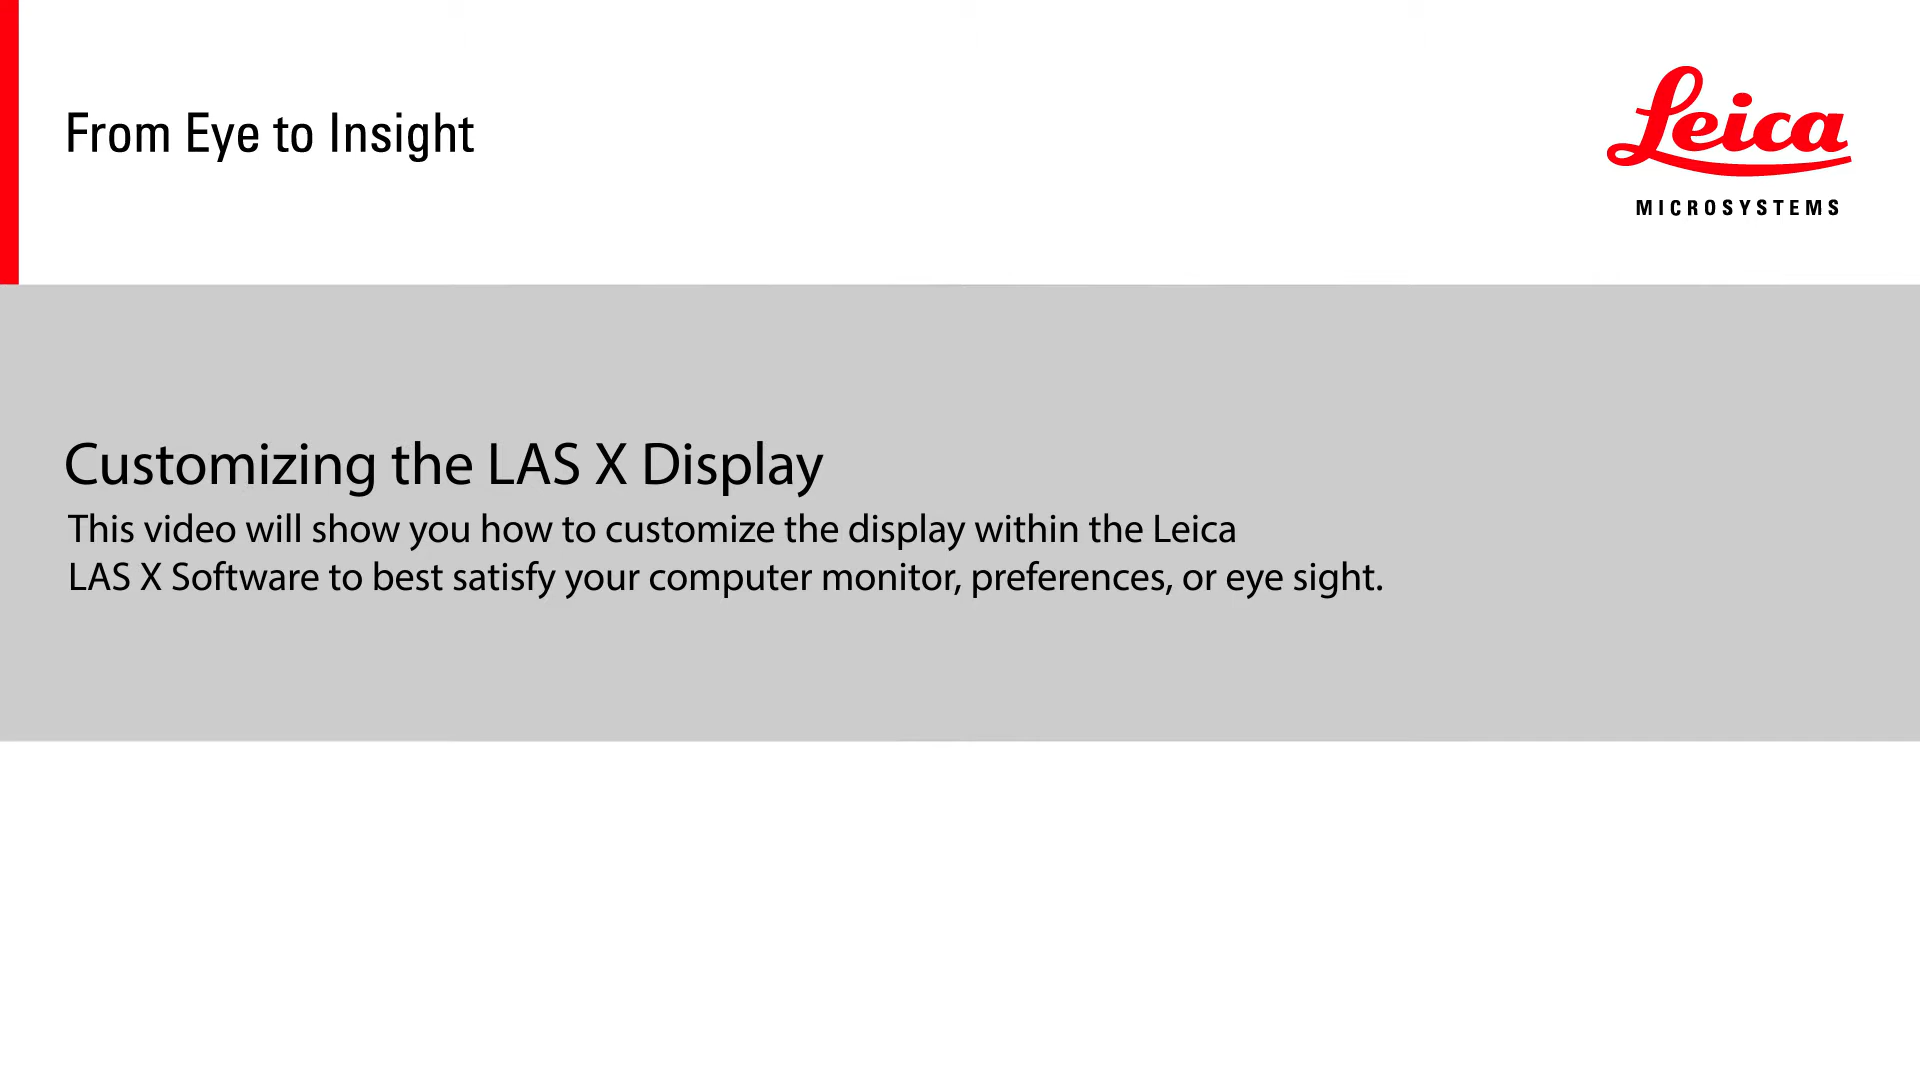 From Eye to Insight
Leica
MICROSYSTEMS
Customizing the LAS X Display
This video will show you how to customize the display within the Leica
LAS X Software to best satisfy your computer monitor, preferences, or eye sight.